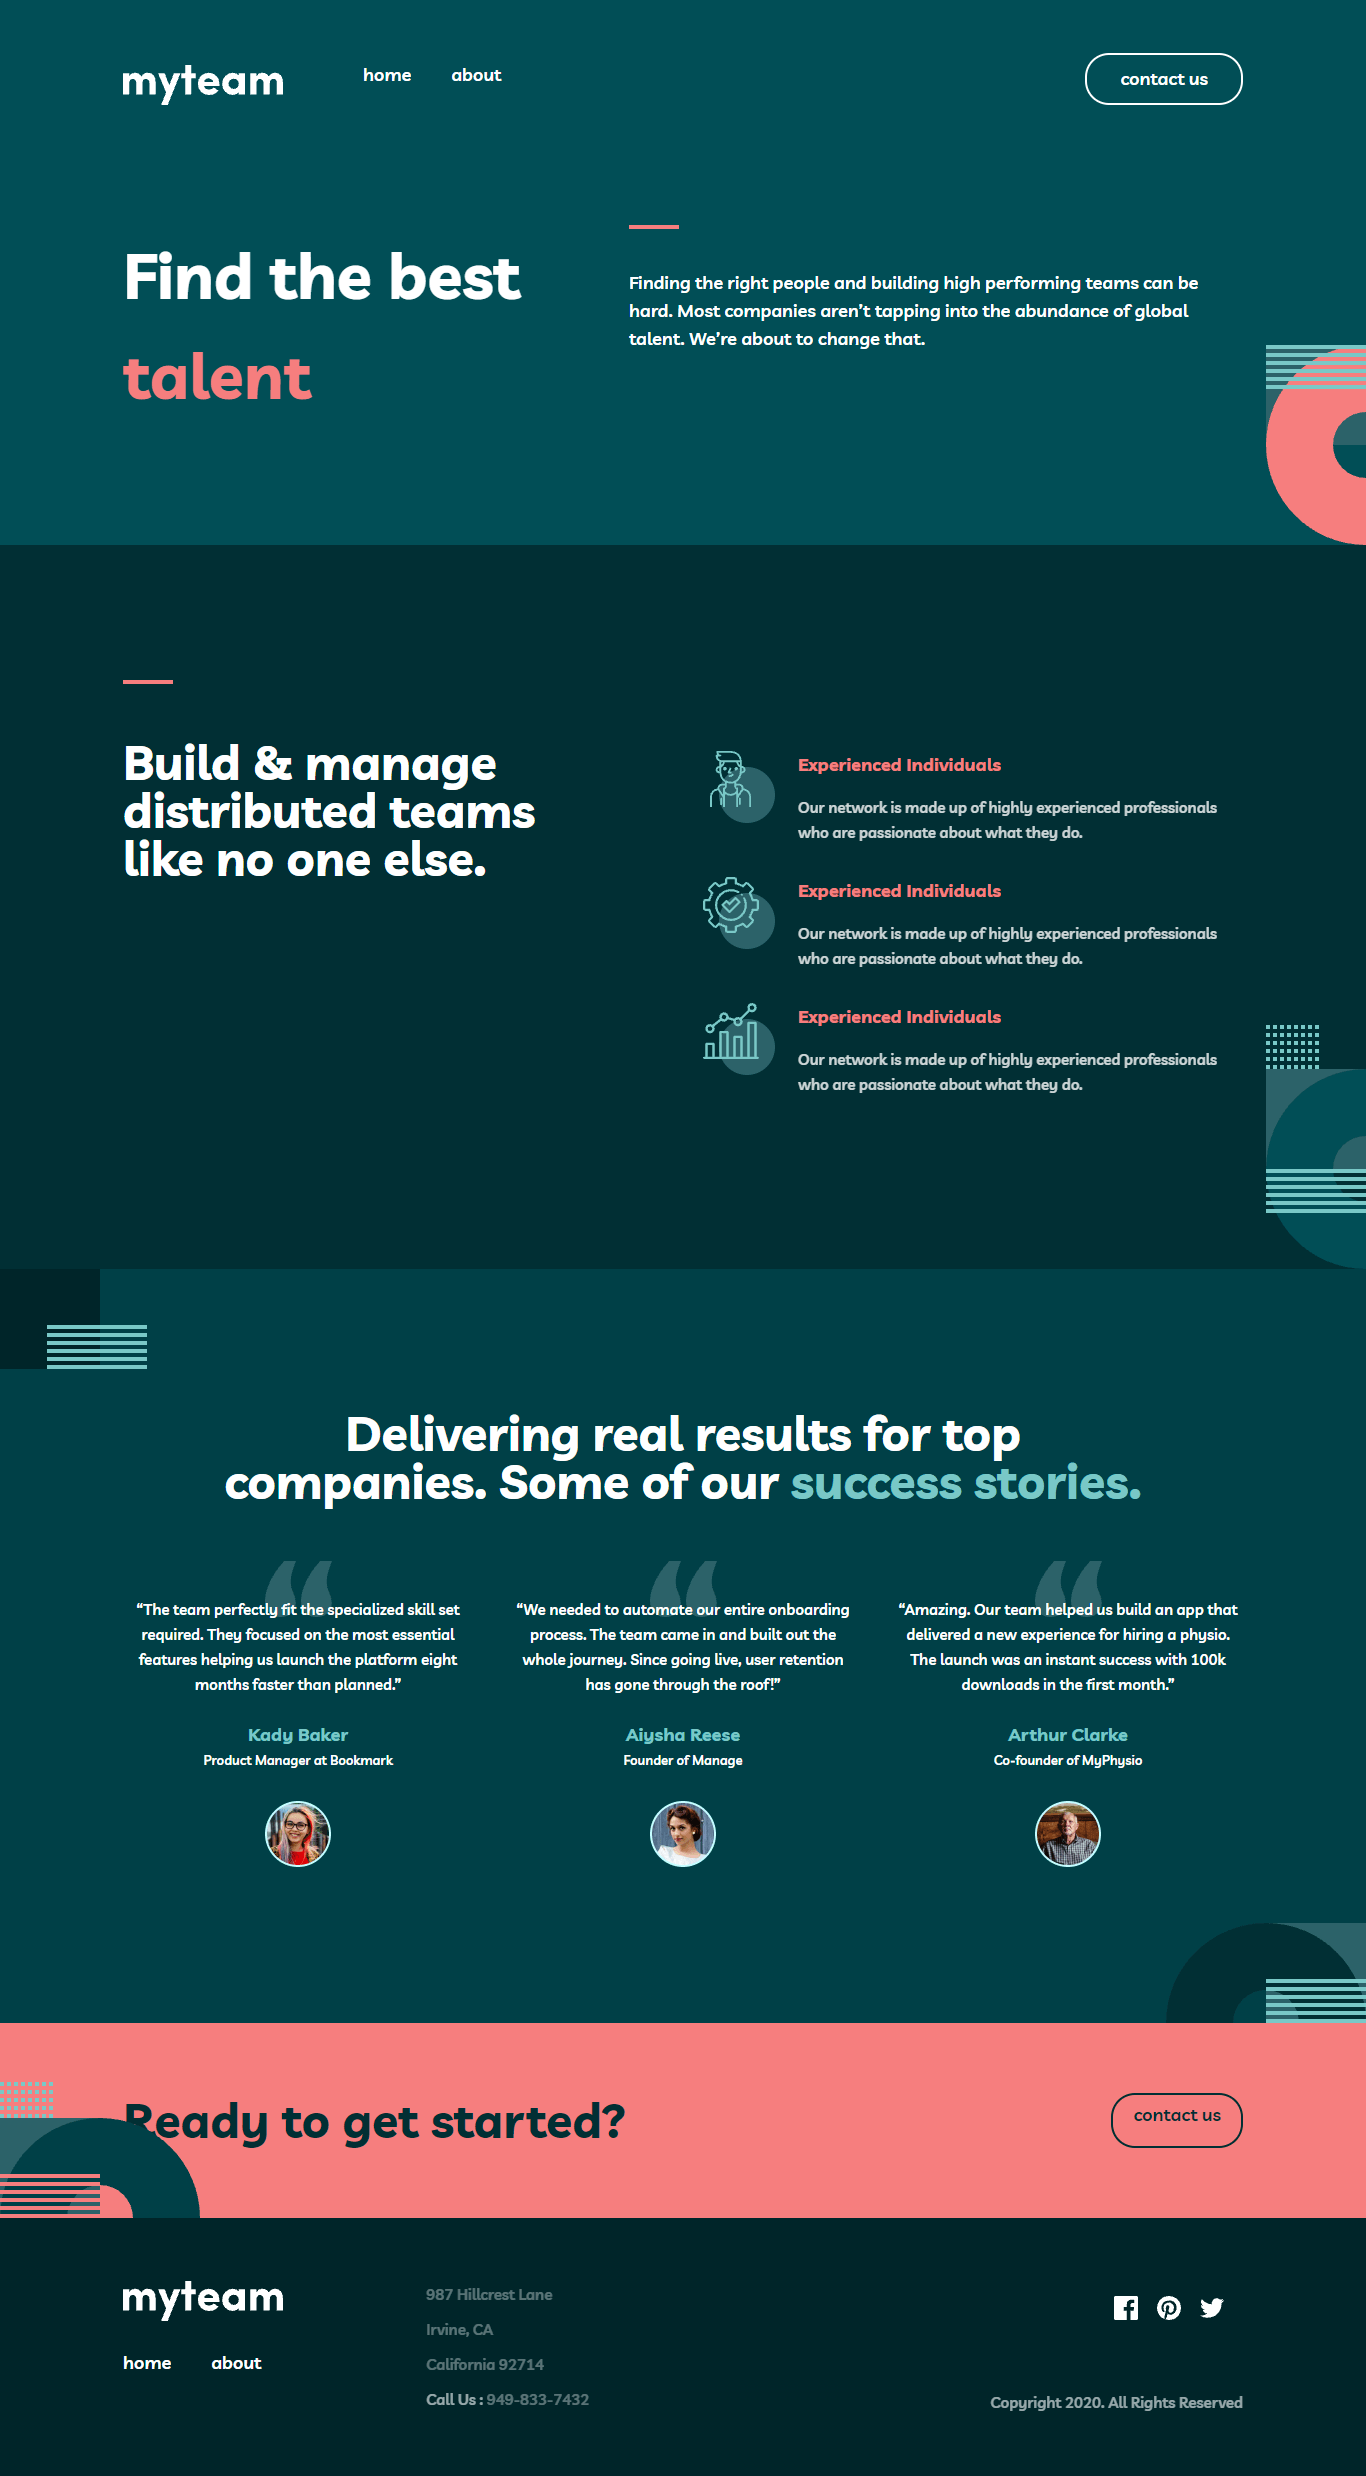 myteam
home about
contact us
Find the best
talent
Finding the right people and building high performing teams can be
hard. Most companies aren’t tapping into the abundance of global
talent. We’re about to change that.
Build & manage
distributed teams
like no one else.
Experienced Individuals
Our network is made up of highly experienced professionals
who are passionate about what they do.
Experienced Individuals
Our network is made up of highly experienced professionals
who are passionate about what they do.
Experienced Individuals
Our network is made up of highly experienced professionals
who are passionate about what they do.
Delivering real results for top
companies. Some of our success stories.
“The team perfectly fit the specialized skill set
required. They focused on the most essential
features helping us launch the platform eight
months faster than planned.”
Kady Baker
Product Manager at Bookmark
“We needed to automate our entire onboarding
process. The team came in and built out the
whole journey. Since going live, user retention
has gone through the roof!”
Aiysha Reese
Founder of Manage
“Amazing. Our team helped us build an app that
delivered a new experience for hiring a physio.
The launch was an instant success with 100k
downloads in the first month.”
Arthur Clarke
Co-founder of MyPhysio
Ready to get started?
contact us
myteam
home about
987 Hillcrest Lane
Irvine, CA
California 92714
Call Us : 949-833-7432
Copyright 2020. All Rights Reserved